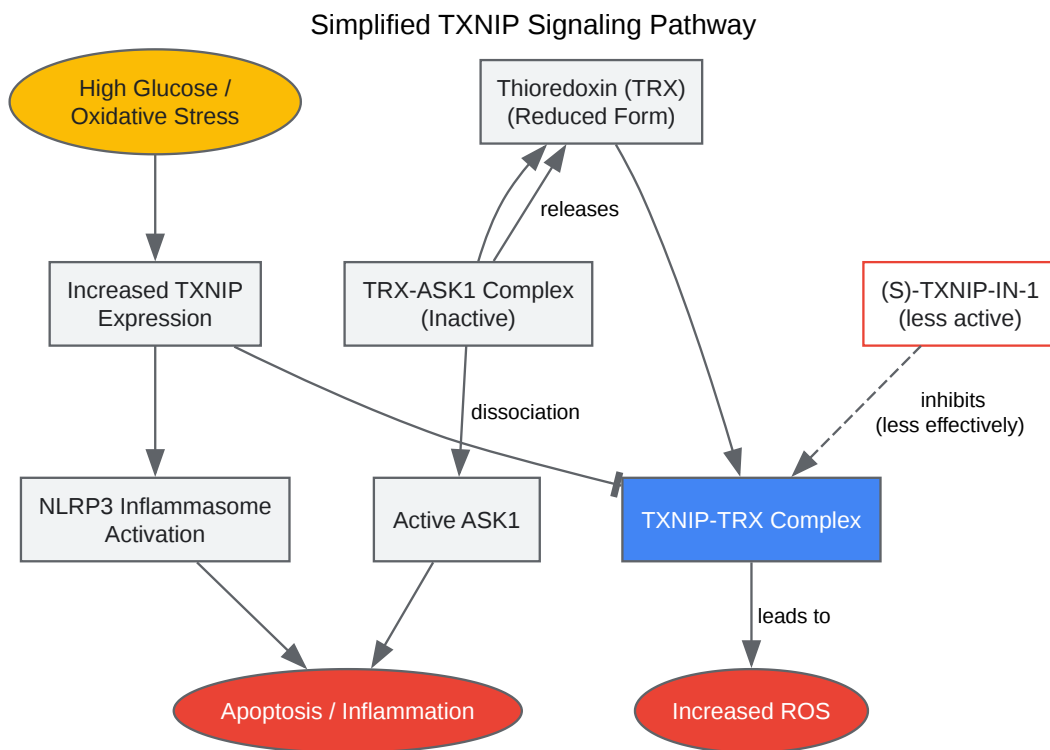 Simplified TXNIP Signaling Pathway
High Glucose /
Oxidative Stress
Thioredoxin (TRX)
(Reduced Form)
releases
Increased TXNIP
Expression
TRX-ASK1 Complex
(Inactive)
(S)-TXNIP-IN-1
(less active)
dissociation
inhibits
(less effectively)
NLRP3 Inflammasome
Activation
Active ASK1
TXNIP-TRX Complex
leads to
Apoptosis / Inflammation
Increased ROS